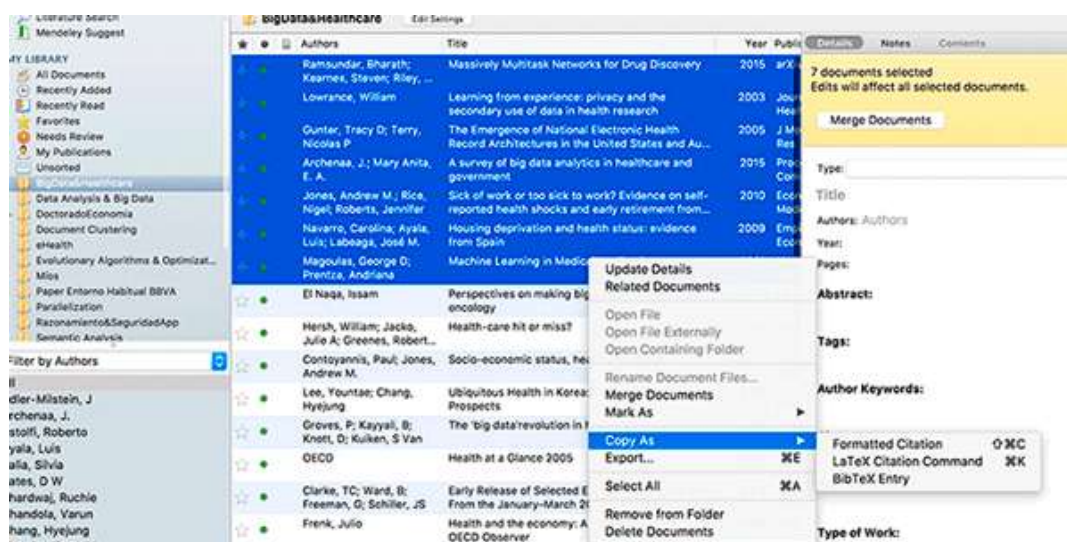 Literature Search
Mendeley Suggest
MY LIBRARY
All Documents
Recently Added
Recently Read
Favorites
Needs Review
My Publications
Unsorted
BigData&Healthcare
Data Analysis & Big Data
DoctoradoEconomia
Document Clustering
eHealth
Evolutionary Algorithms & Optimizat...
Mios
Paper Entorno Habitual BBVA
Paralelization
Razonamiento&SeguridadApp
Semantic Analysis
Filter by Authors
dler-Milstein, J
rchenaa, J.
stolfi, Roberto
yala, Luis
alia, Silvia
ates, D W
hardwaj, Ruchie
handola, Varun
hang, Hyejung
BigData&Healthcare Edit Settings
Authors Title Year Public
Ramsundar, Bharath; Massively Multitask Networks for Drug Discovery 2015 arX
Kearnes, Steven; Riley, ...
Lowrance, William Learning from experience: privacy and the 2003 Jour
secondary use of data in health research Hea
Gunter, Tracy D; Terry, The Emergence of National Electronic Health 2005 J Me
Nicolas P Record Architectures in the United States and Au... Res
Archenaa, J.; Mary Anita, A survey of big data analytics in healthcare and 2015 Proc
E. A. government Com
Jones, Andrew M.; Rice, Sick of work or too sick to work? Evidence on self- 2010 Econ
Nigel; Roberts, Jennifer reported health shocks and early retirement from...
Navarro, Carolina; Ayala, Housing deprivation and health status: evidence 2009 Emp
Luis; Labeaga, José M. from Spain Econ
Magoulas, George D; Machine Learning in Medica
Prentza, Andriana
El Naqa, Issam Perspectives on making big
oncology
Hersh, William; Jacko, Health-care hit or miss?
Julie A; Greenes, Robert...
Contoyannis, Paul; Jones, Socio-economic status, hea
Andrew M.
Lee, Yountae; Chang, Ubiquitous Health in Korea:
Hyejung Prospects
Groves, P; Kayyali, B; The 'big data'revolution in h
Knott, D; Kuiken, S Van
OECD Health at a Glance 2005
Clarke, TC; Ward, B; Early Release of Selected E
Freeman, G; Schiller, JS From the January–March 20
Frenk, Julio Health and the economy: A
OECD Observer
Update Details
Related Documents
Open File
Open File Externally
Open Containing Folder
Rename Document Files...
Merge Documents
Mark As
Copy As
Export... ⌘E
Select All ⌘A
Remove from Folder
Delete Documents
Formatted Citation ⇧⌘C
LaTeX Citation Command ⌘K
BibTeX Entry
Details Notes Contents
7 documents selected
Edits will affect all selected documents.
Merge Documents
Type:
Title
Authors: Authors
Year:
Pages:
Abstract:
Tags:
Author Keywords:
Type of Work: